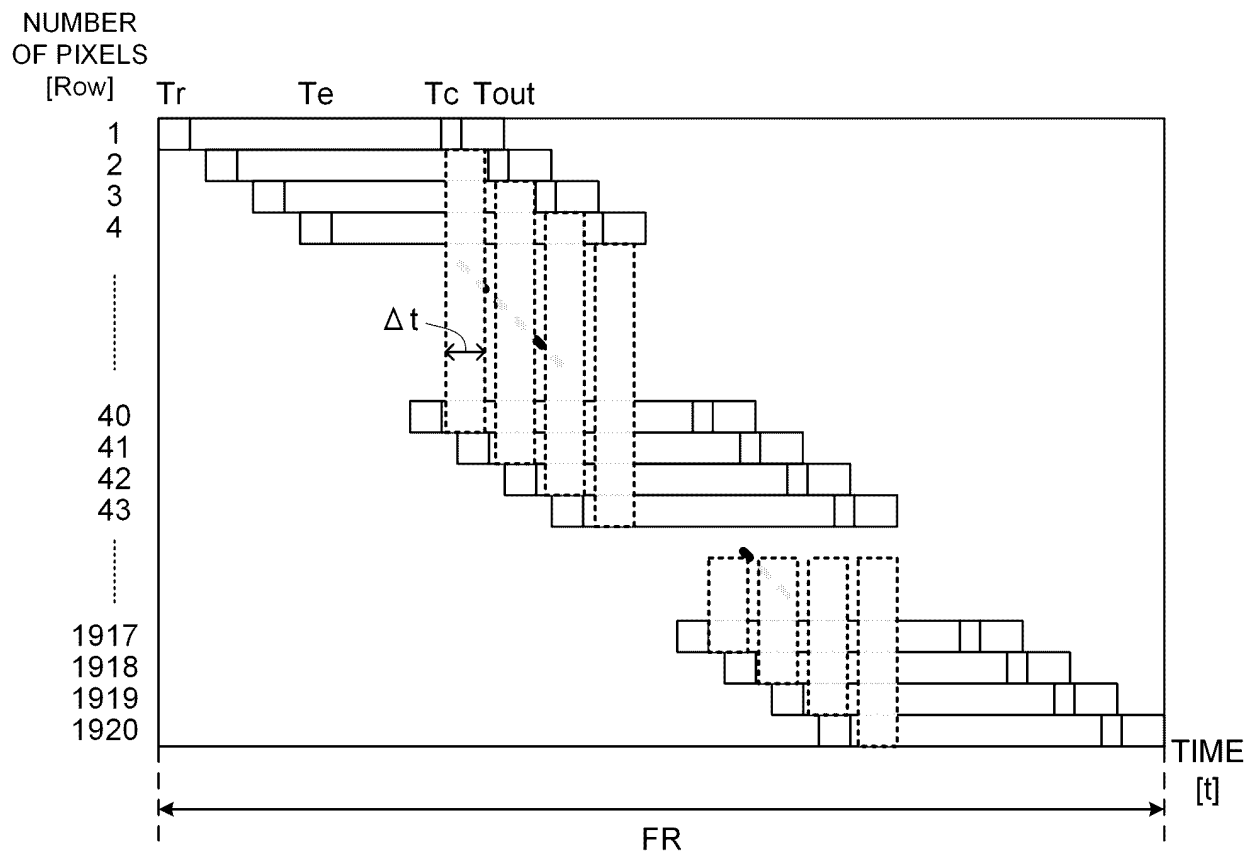 NUMBER
OF PIXELS
[Row]
Tr Te Tc Tout
1
2
3
4
Δt
40
41
42
43
1917
1918
1919
1920
TIME
[t]
FR